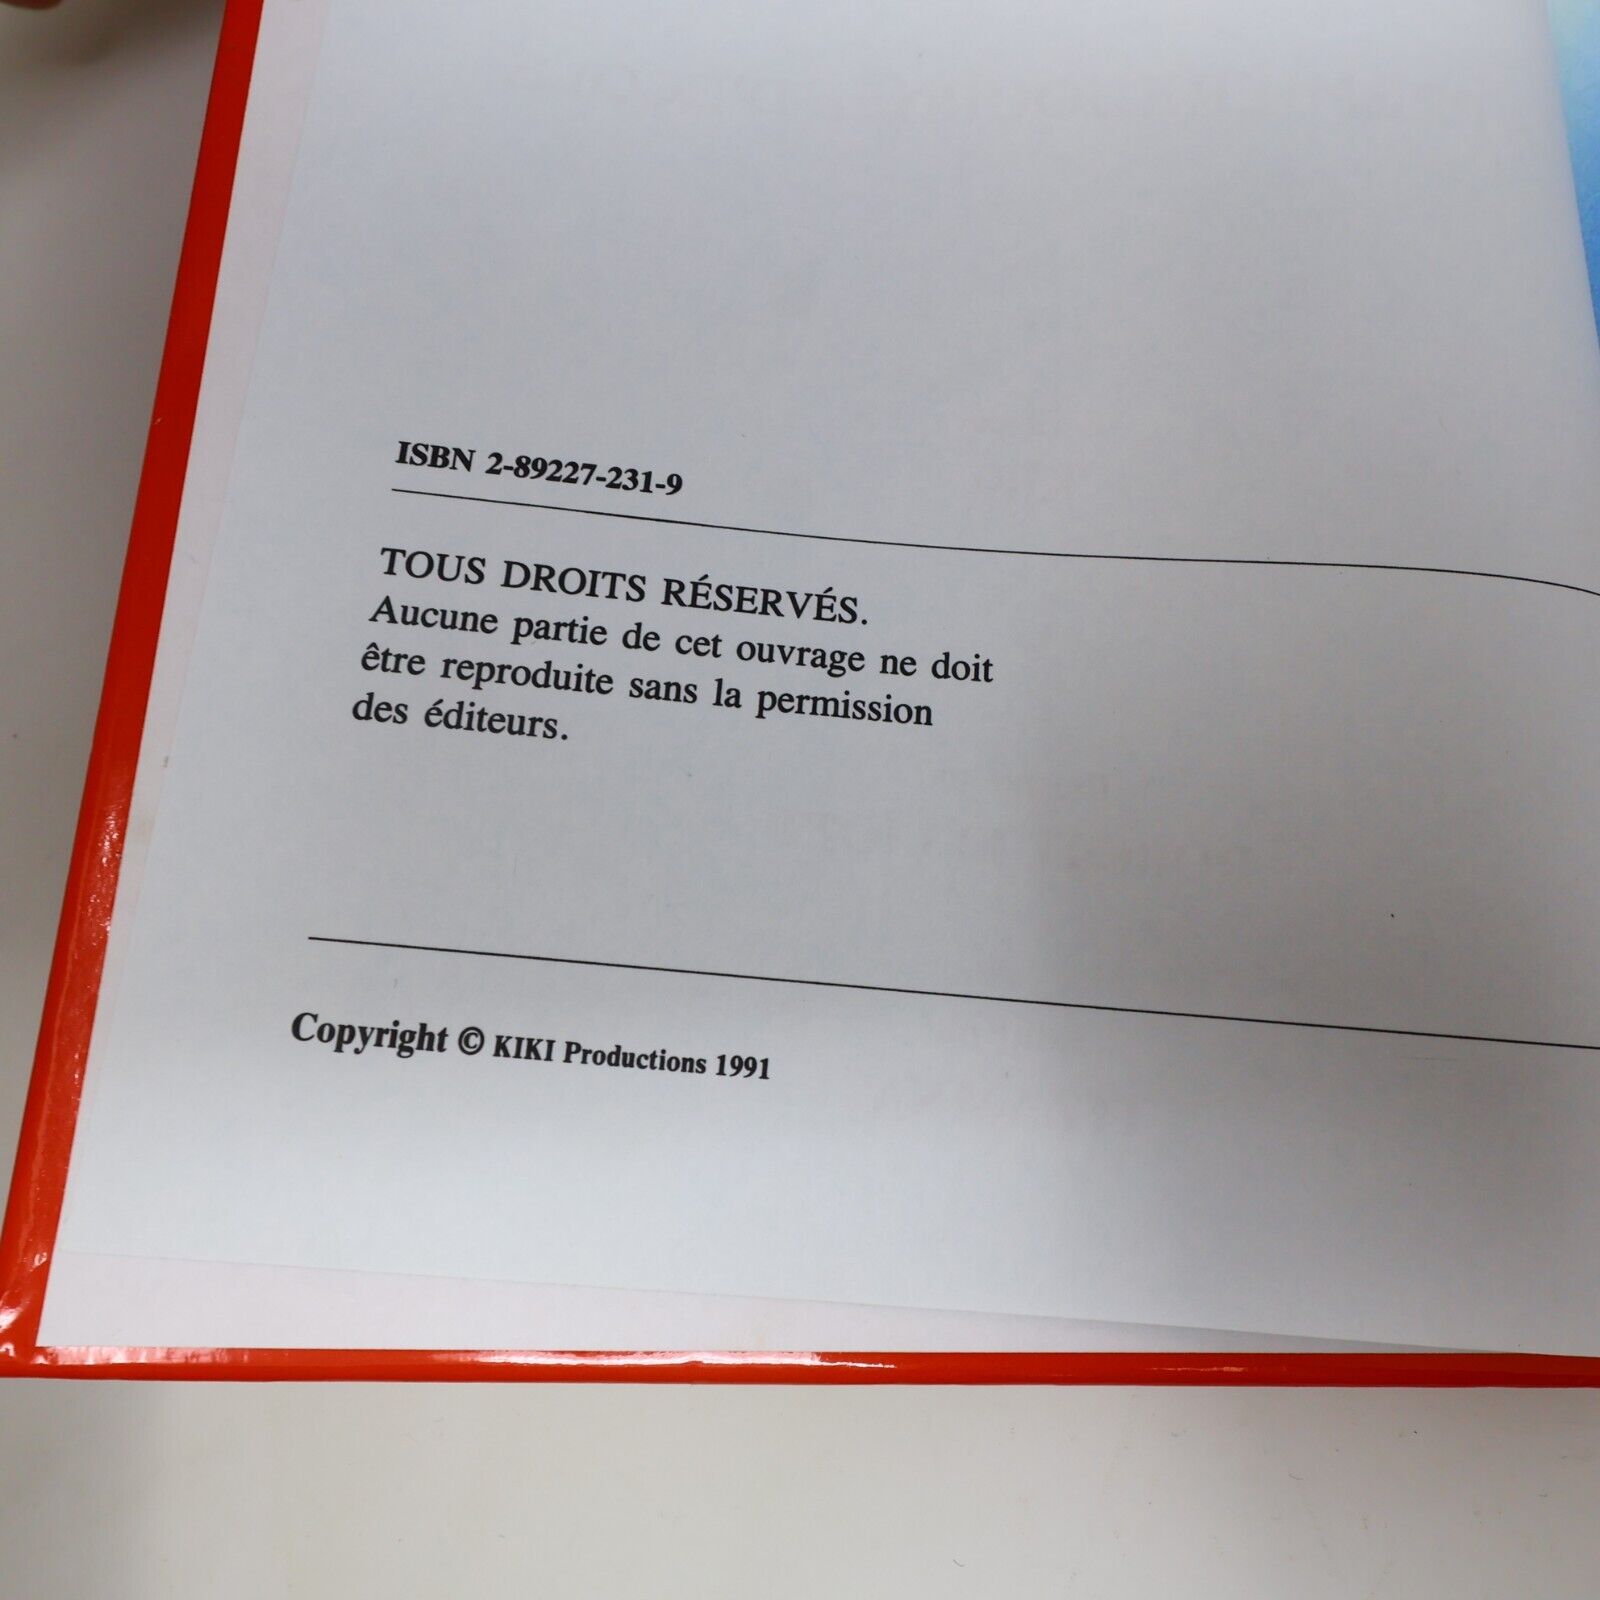 ISBN 2-89227-231-9
TOUS DROITS RÉSERVÉS.
Aucune partie de cet ouvrage ne doit
être reproduite sans la permission
des éditeurs.
Copyright © KIKI Productions 1991